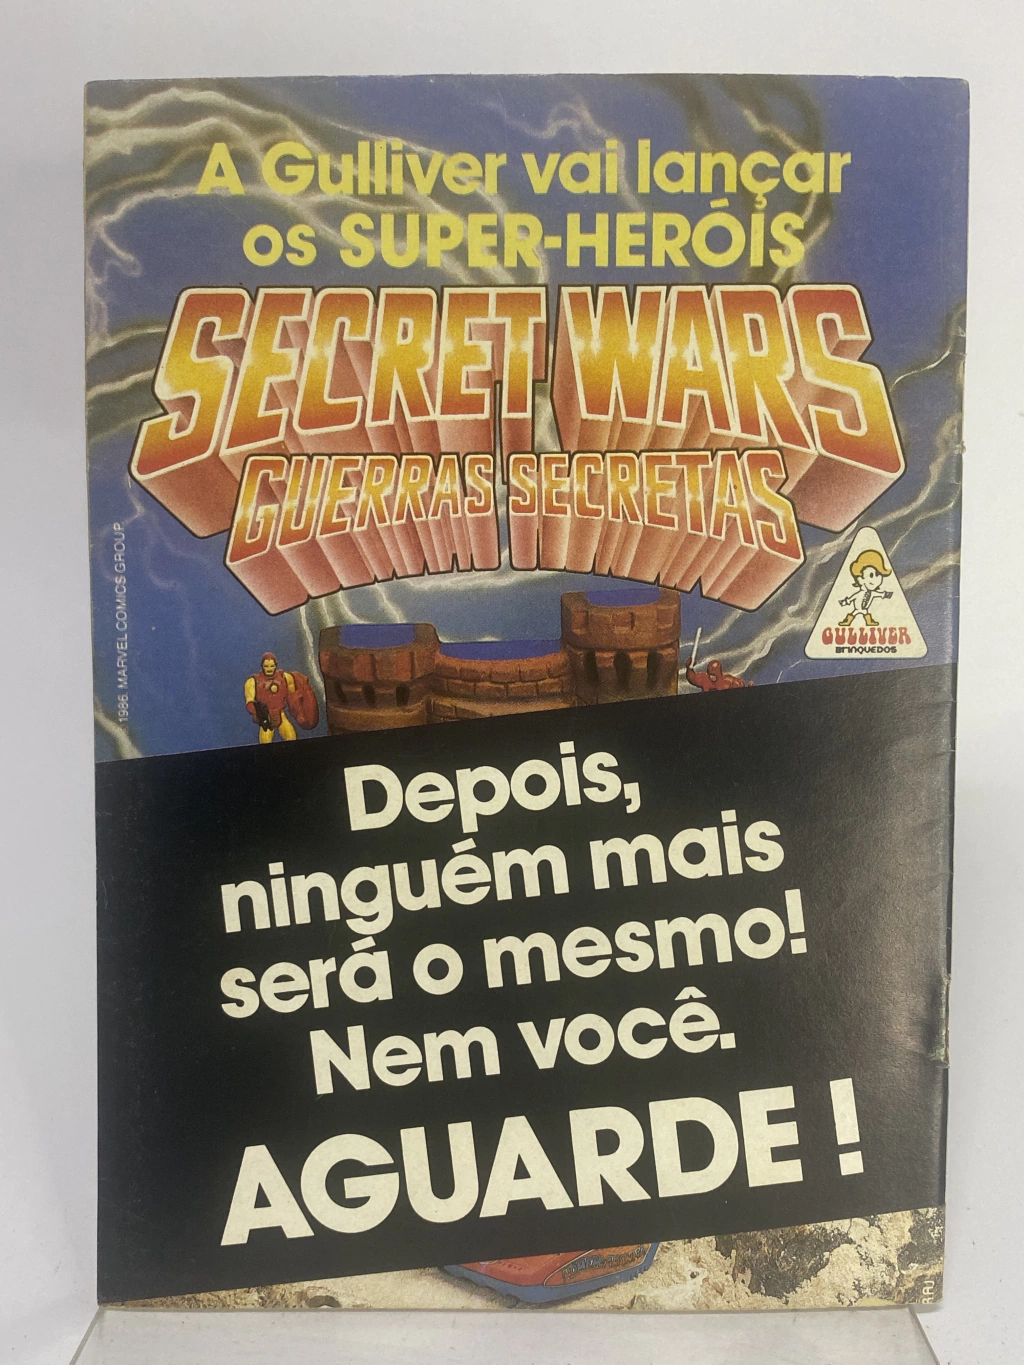 A Gulliver vai lançar
os SUPER-HERÓIS
SECRET WARS
GUERRAS SECRETAS
1986. MARVEL COMICS GROUP.
GULLIVER
BRINQUEDOS
Depois,
ninguém mais
será o mesmo!
Nem você.
AGUARDE!